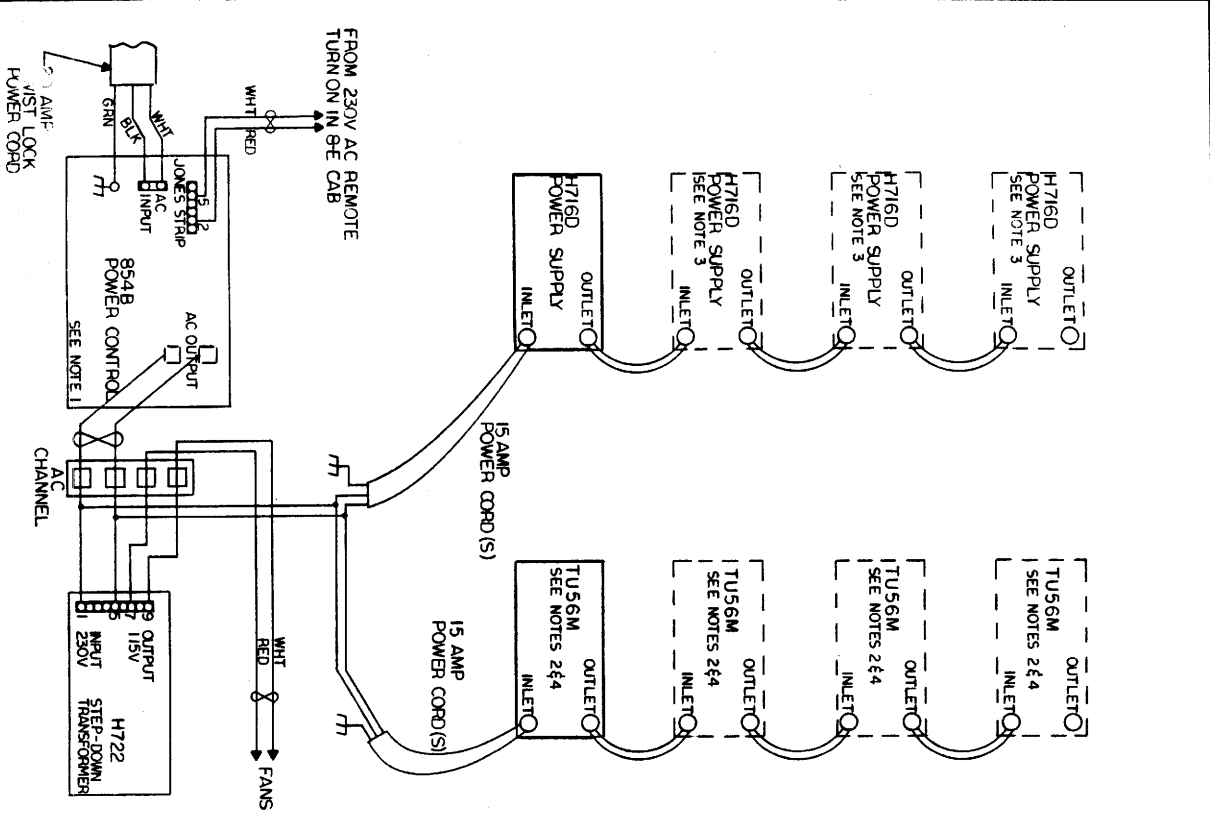 FROM 230V AC REMOTE
TURN ON IN 8-E CAB
AMP
LOCK
POWER CORD
GRN
BLK
WHT
WHT
RED
JONES STRIP
5
2
AC
INPUT
854B
POWER CONTROL
AC OUTPUT
SEE NOTE 1
AC
CHANNEL
1
5
7
9
OUTPUT
115V
INPUT
230V
H722
STEP-DOWN
TRANSFORMER
WHT
RED
FANS
15 AMP
POWER CORD(S)
15 AMP
POWER CORD(S)
H716D
POWER SUPPLY
INLET
OUTLET
H716D
POWER SUPPLY
SEE NOTE 3
INLET
OUTLET
H716D
POWER SUPPLY
SEE NOTE 3
INLET
OUTLET
H716D
POWER SUPPLY
SEE NOTE 3
INLET
OUTLET
TU56M
SEE NOTES 2&4
INLET
OUTLET
TU56M
SEE NOTES 2&4
INLET
OUTLET
TU56M
SEE NOTES 2&4
INLET
OUTLET
TU56M
SEE NOTES 2&4
INLET
OUTLET